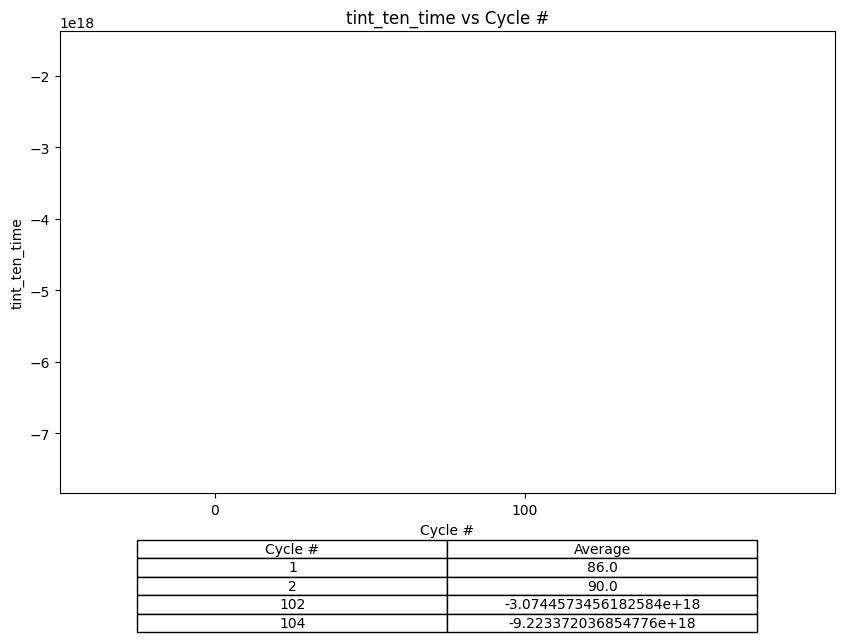 tint_ten_time vs Cycle #
1e18
−2
−3
−4
−5
−6
−7
tint_ten_time
0 100
Cycle #
Cycle # Average
1 86.0
2 90.0
102 -3.0744573456182584e+18
104 -9.223372036854776e+18